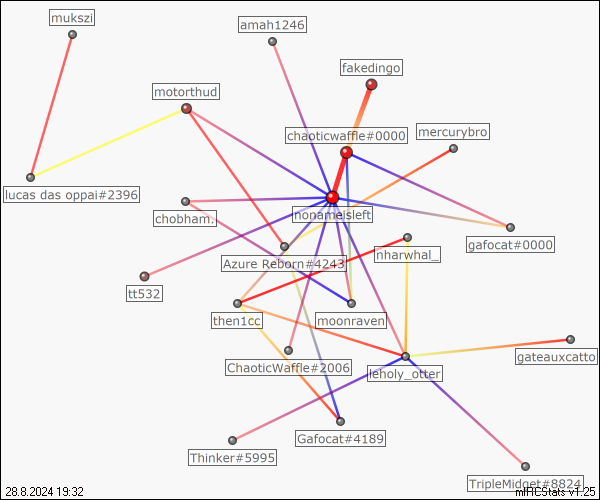 mukszi
amah1246
fakedingo
motorthud
chaoticwaffle#0000
mercurybro
lucas das oppai#2396
chobham.
nonameisleft
gafocat#0000
nharwhal_
Azure Reborn#4243
tt532
then1cc
moonraven
ChaoticWaffle#2006
leholy_otter
gateauxcatto
Gafocat#4189
Thinker#5995
TripleMidget#8824
28.8.2024 19:32
mIRCStats v1.25